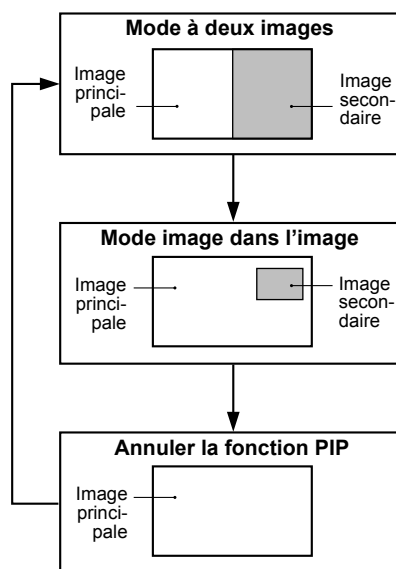 Mode à deux images
Image
princi-
pale
Image
secon-
daire
Mode image dans l’image
Image
princi-
pale
Image
secon-
daire
Annuler la fonction PIP
Image
princi-
pale